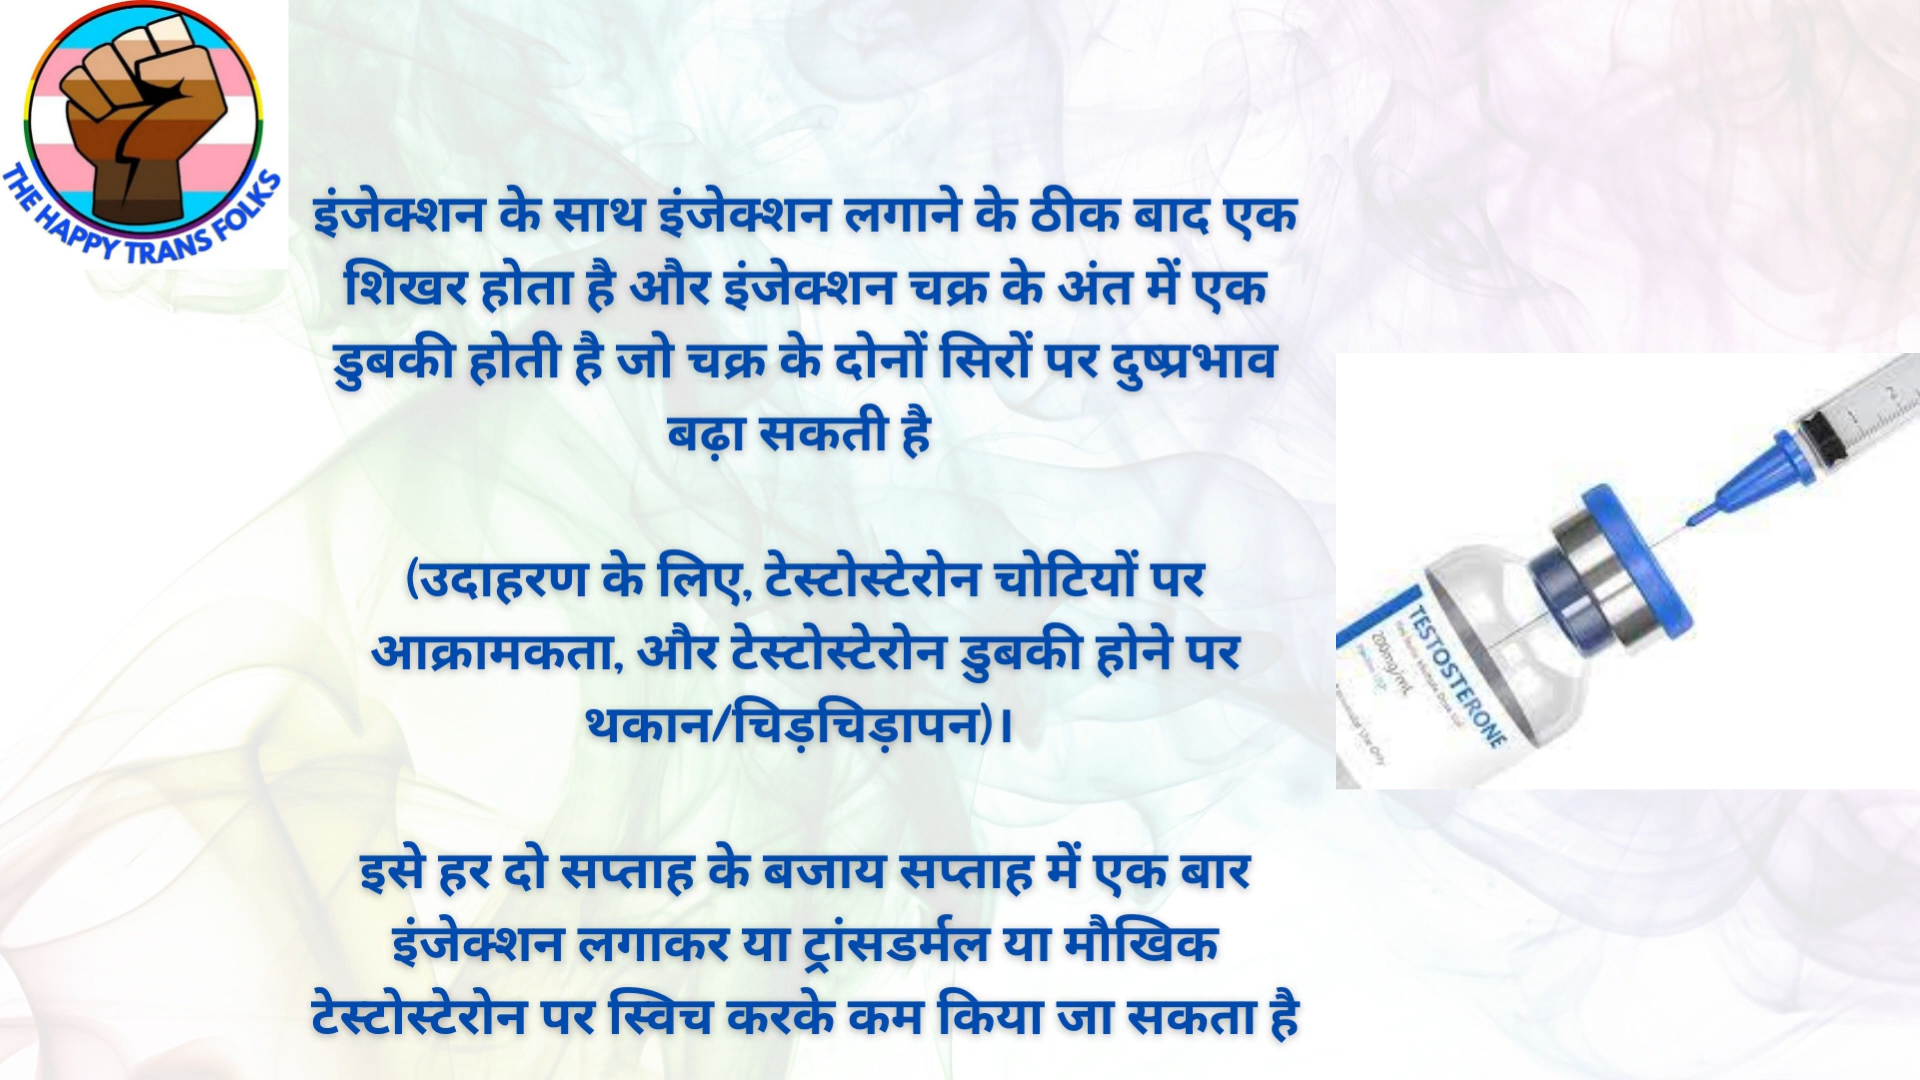 THE HAPPY TRANS FOLKS
इंजेक्शन के साथ इंजेक्शन लगाने के ठीक बाद एक
शिखर होता है और इंजेक्शन चक्र के अंत में एक
डुबकी होती है जो चक्र के दोनों सिरों पर दुष्प्रभाव
बढ़ा सकती है
(उदाहरण के लिए, टेस्टोस्टेरोन चोटियों पर
आक्रामकता, और टेस्टोस्टेरोन डुबकी होने पर
थकान/चिड़चिड़ापन)।
इसे हर दो सप्ताह के बजाय सप्ताह में एक बार
इंजेक्शन लगाकर या ट्रांसडर्मल या मौखिक
टेस्टोस्टेरोन पर स्विच करके कम किया जा सकता है
2
TESTOSTERONE
200mg/mL